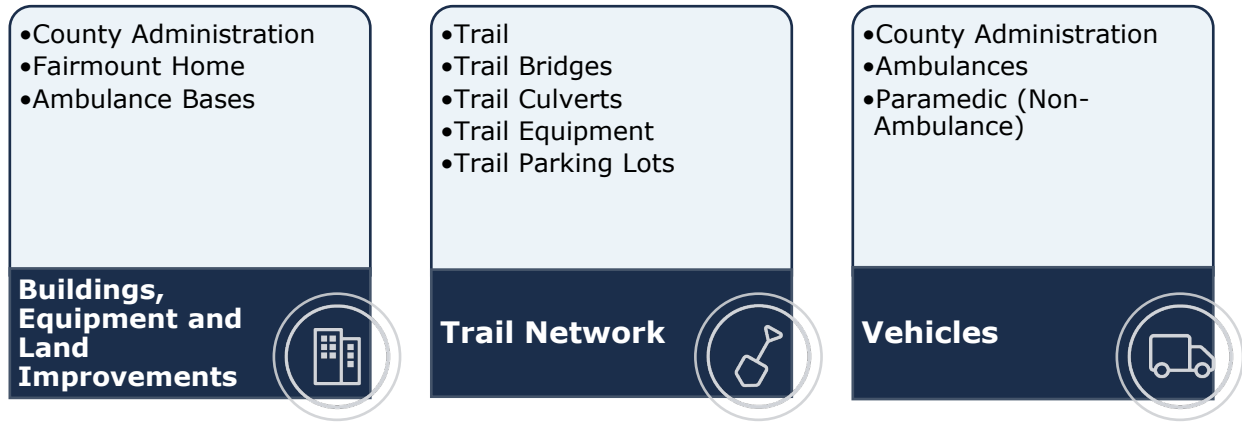 •County Administration
•Fairmount Home
•Ambulance Bases
Buildings,
Equipment and
Land
Improvements
•Trail
•Trail Bridges
•Trail Culverts
•Trail Equipment
•Trail Parking Lots
Trail Network
•County Administration
•Ambulances
•Paramedic (Non-
Ambulance)
Vehicles